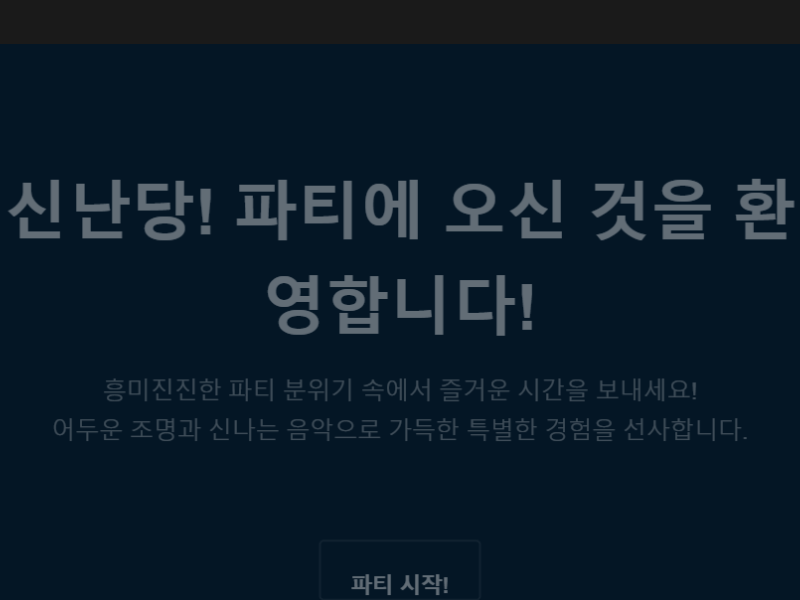 신난당! 파티에 오신 것을 환
영합니다!
흥미진진한 파티 분위기 속에서 즐거운 시간을 보내세요!
어두운 조명과 신나는 음악으로 가득한 특별한 경험을 선사합니다.
파티 시작!